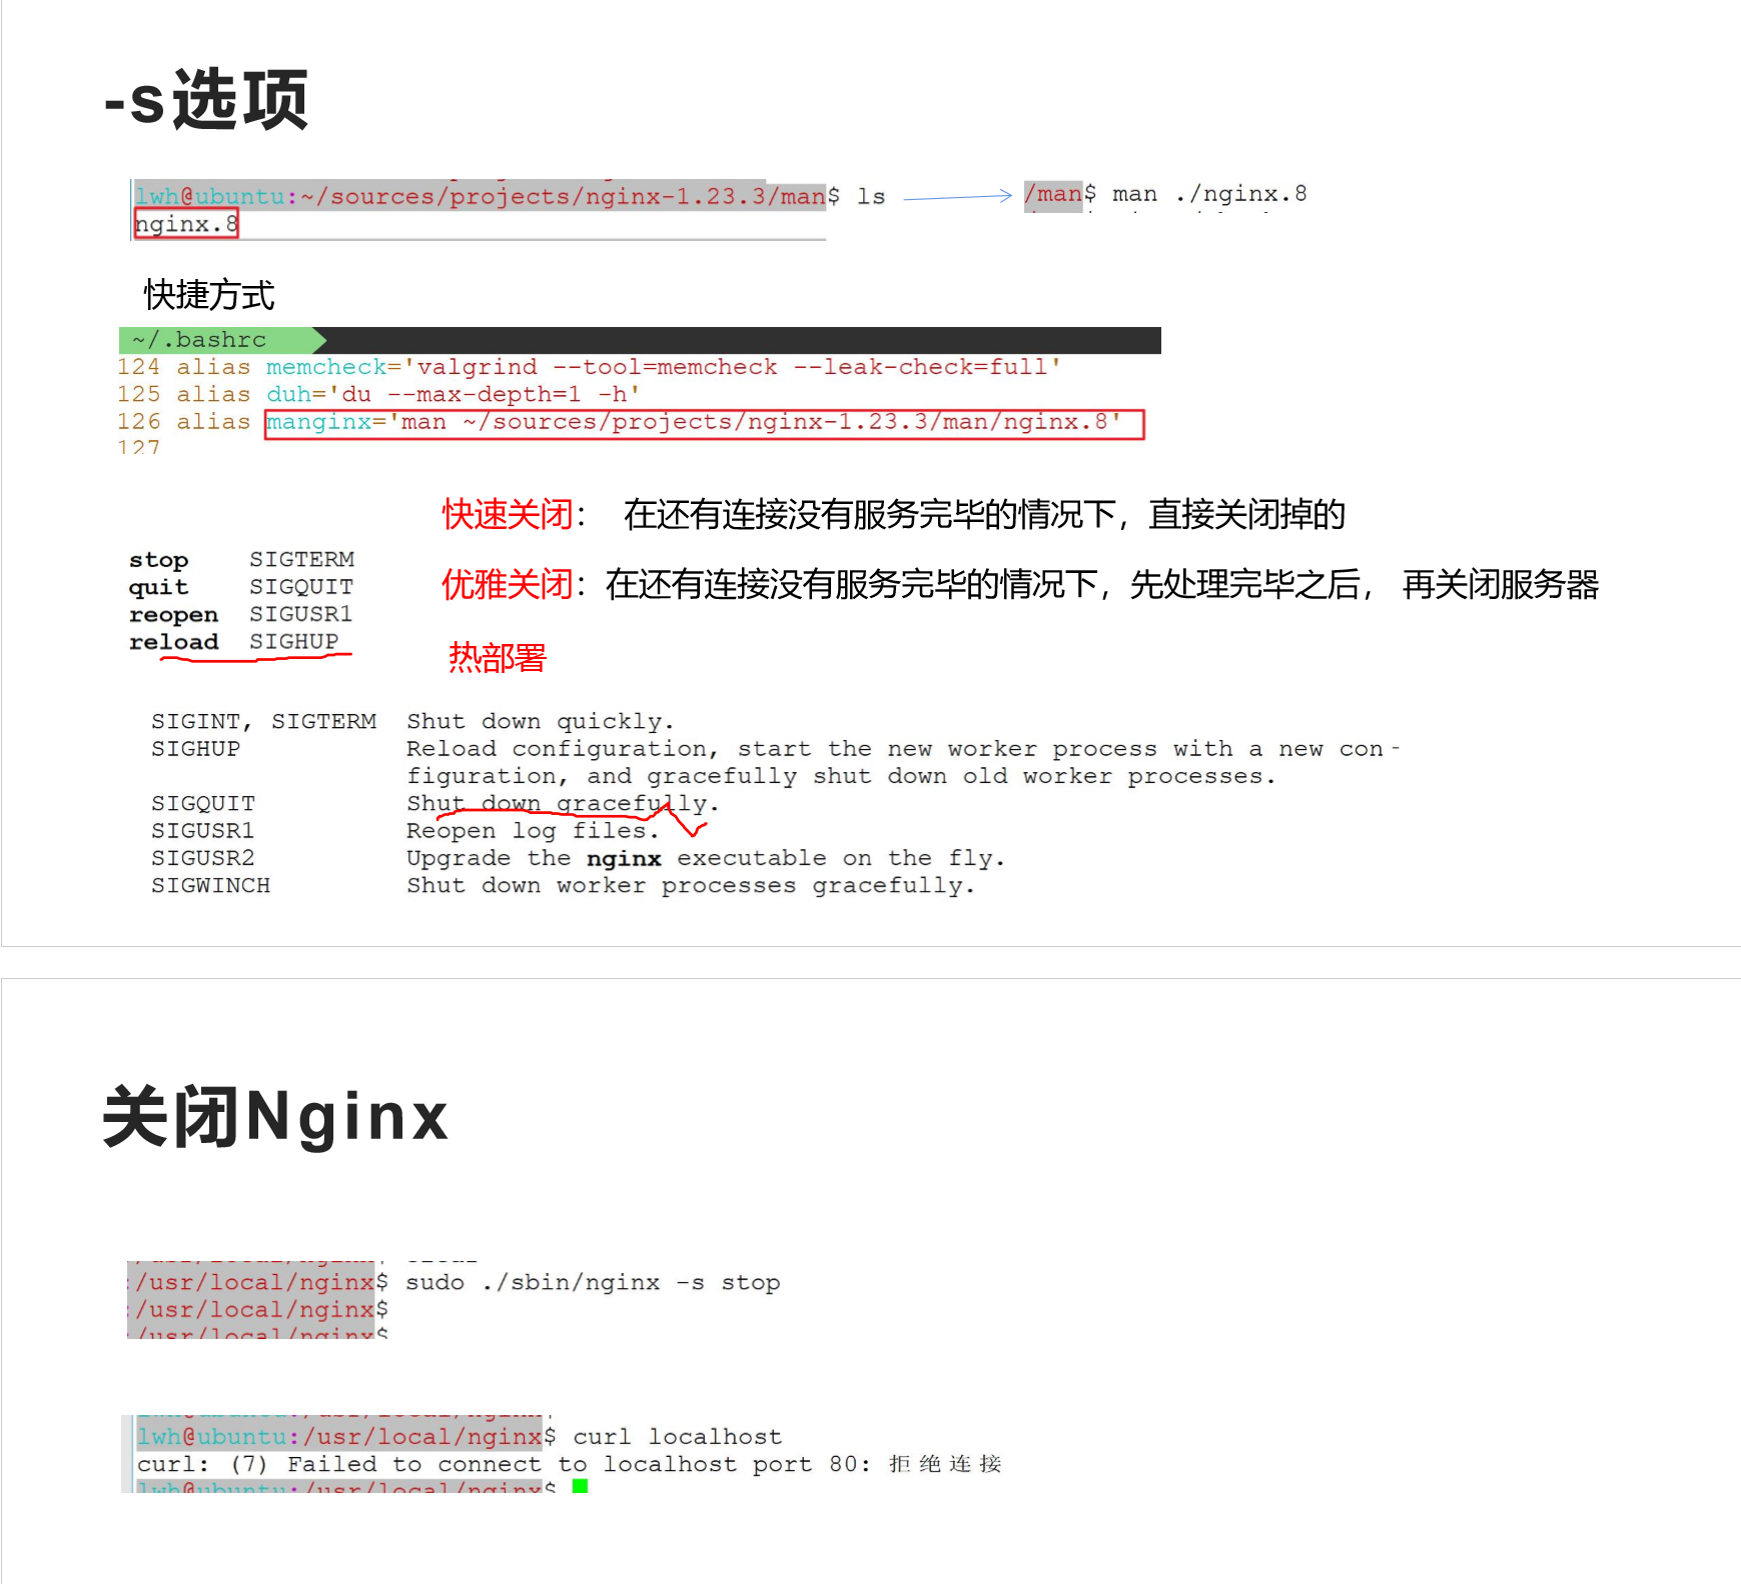 -s选项
lwh@ubuntu:~/sources/projects/nginx-1.23.3/man$ ls
/man$ man ./nginx.8
nginx.8
快捷方式
~/.bashrc
124 alias memcheck='valgrind --tool=memcheck --leak-check=full'
125 alias duh='du --max-depth=1 -h'
126 alias manginx='man ~/sources/projects/nginx-1.23.3/man/nginx.8'
127
快速关闭： 在还有连接没有服务完毕的情况下，直接关闭掉的
stop SIGTERM
quit SIGQUIT
reopen SIGUSR1
reload SIGHUP
优雅关闭：在还有连接没有服务完毕的情况下，先处理完毕之后， 再关闭服务器
热部署
SIGINT, SIGTERM Shut down quickly.
SIGHUP Reload configuration, start the new worker process with a new con-
figuration, and gracefully shut down old worker processes.
SIGQUIT Shut down gracefully.
SIGUSR1 Reopen log files.
SIGUSR2 Upgrade the nginx executable on the fly.
SIGWINCH Shut down worker processes gracefully.
关闭Nginx
:/usr/local/nginx$ sudo ./sbin/nginx -s stop
:/usr/local/nginx$
:/usr/local/nginx$
lwh@ubuntu:/usr/local/nginx$ curl localhost
curl: (7) Failed to connect to localhost port 80: 拒绝连接
lwh@ubuntu:/usr/local/nginx$